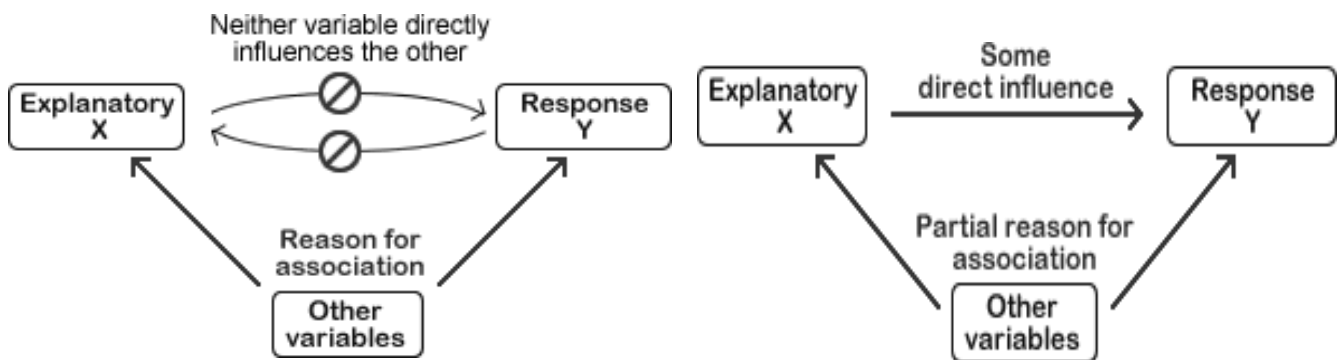 Neither variable directly
influences the other
Explanatory
X
Response
Y
Reason for
association
Other
variables
Some
direct influence
Explanatory
X
Response
Y
Partial reason for
association
Other
variables